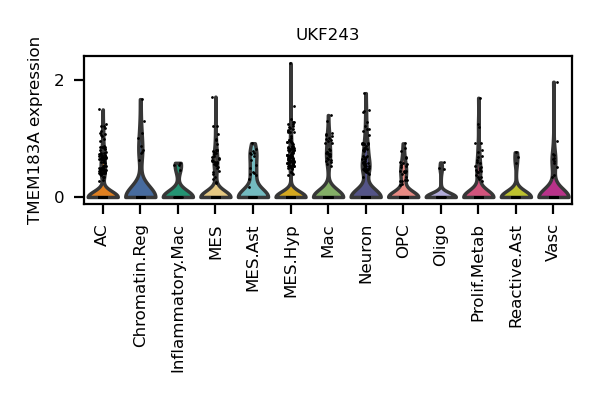 UKF243
TMEM183A expression
2
0
AC
Chromatin.Reg
Inflammatory.Mac
MES
MES.Ast
MES.Hyp
Mac
Neuron
OPC
Oligo
Prolif.Metab
Reactive.Ast
Vasc